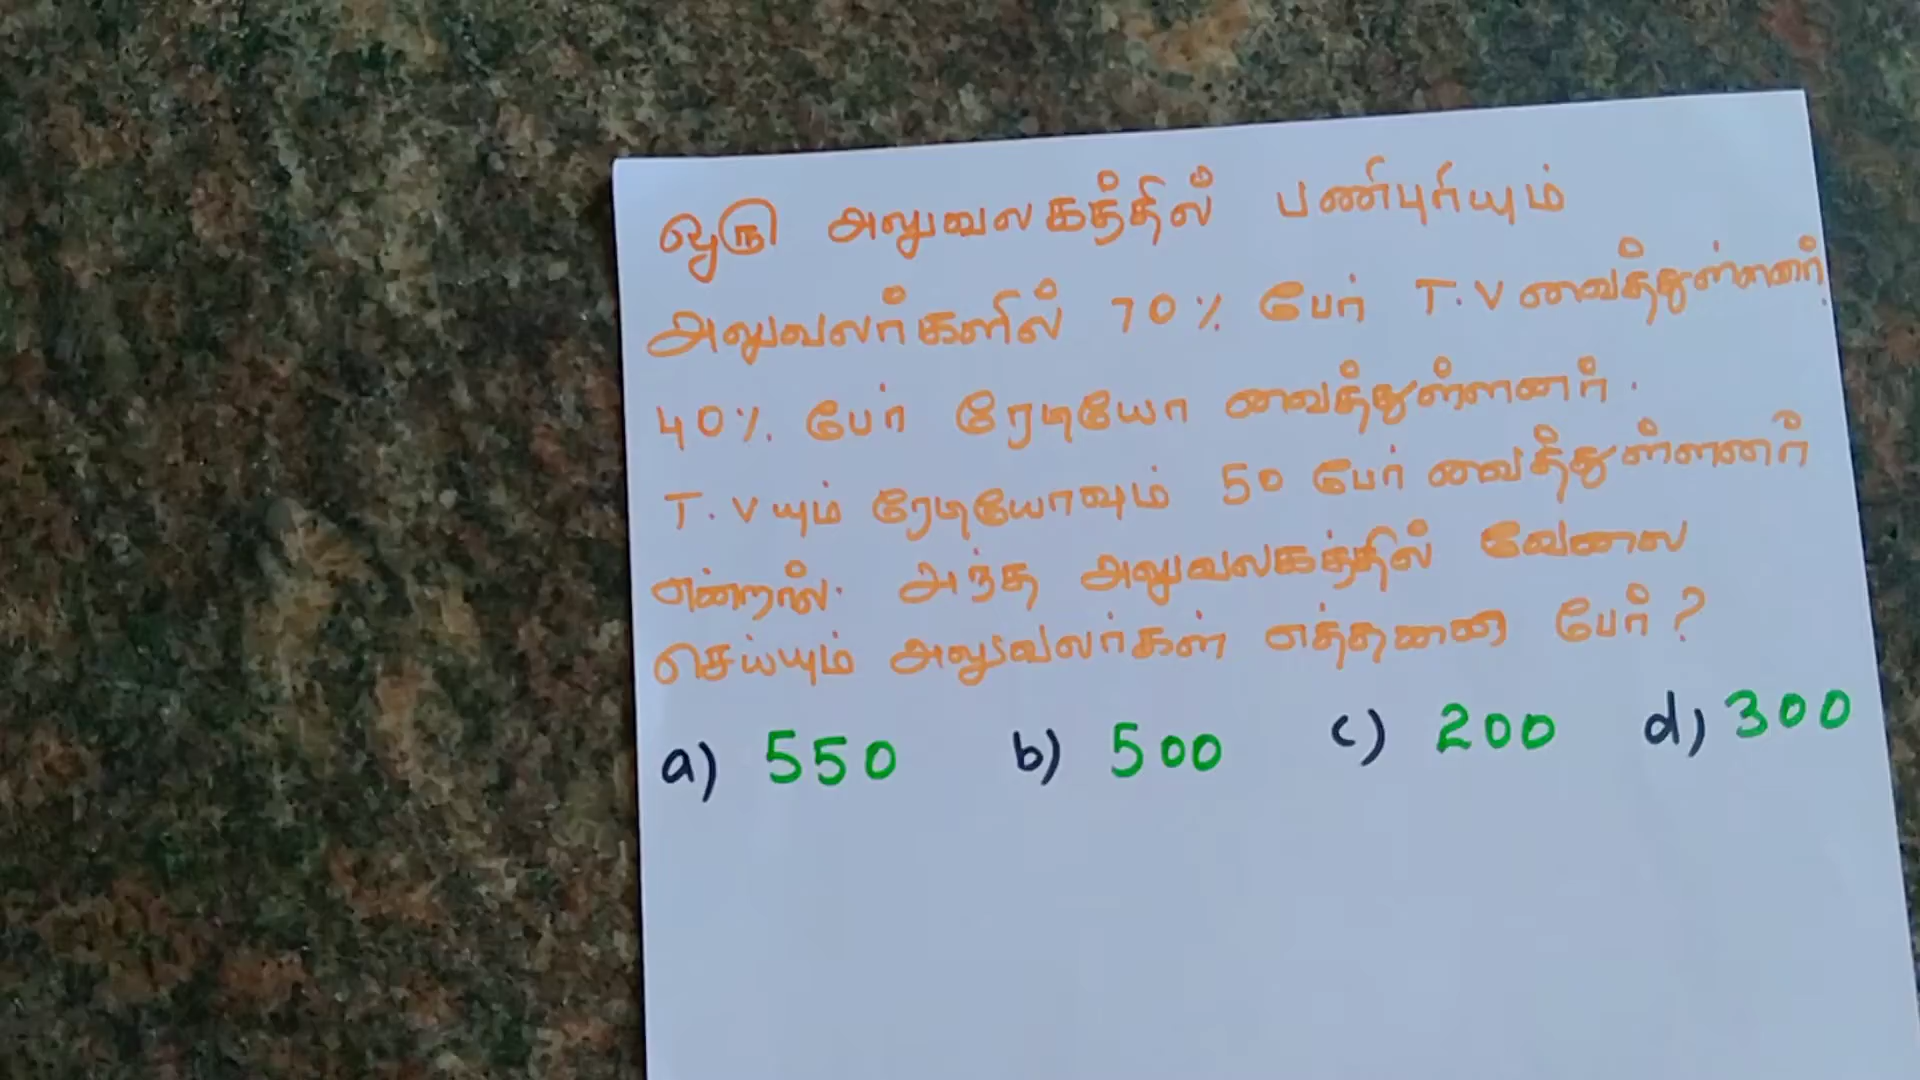 ஒரு அலுவலகத்தில் பணிபுரியும்
அலுவலர்களில் 70% பேர் T.V வைத்துள்ளனர்.
40% பேர் ரேடியோ வைத்துள்ளனர்.
T.Vயும் ரேடியோவும் 50 பேர் வைத்துள்ளனர்
என்றால். அந்த அலுவலகத்தில் வேலை
செய்யும் அலுவலர்கள் எத்தனை பேர்?
a) 550 b) 500 c) 200 d) 300